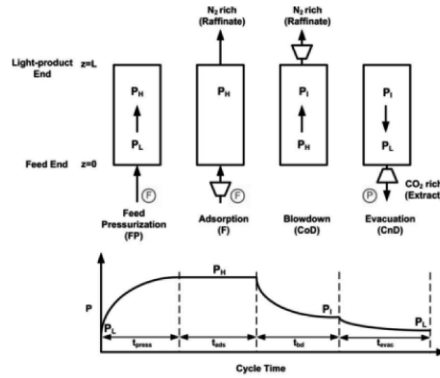 N₂ rich
(Raffinate)
N₂ rich
(Raffinate)
Light-product
End
z=L
P_H
P_H
P_I
P_I
P_L
P_H
P_L
Feed End
z=0
F
F
P
CO₂ rich
(Extract)
Feed
Pressurization
(FP)
Adsorption
(F)
Blowdown
(CoD)
Evacuation
(CnD)
P_H
P
P_I
P_L
P_L
t_press
t_ads
t_bd
t_evac
Cycle Time